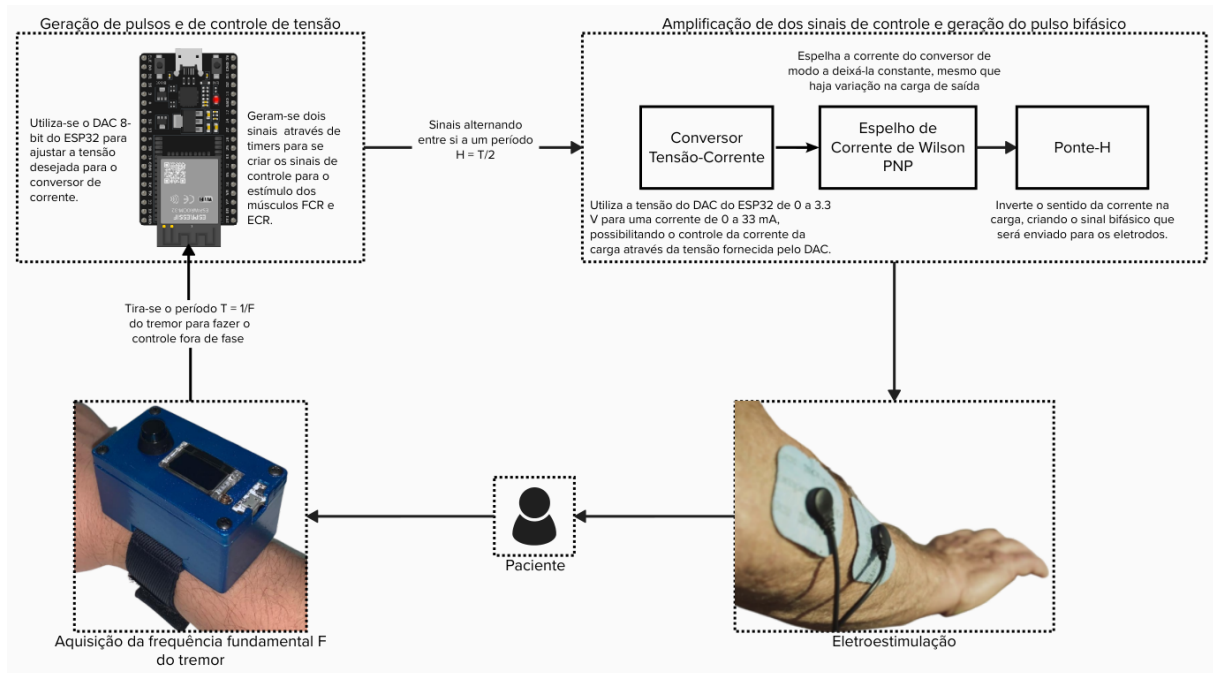 Geração de pulsos e de controle de tensão
Utiliza-se o DAC 8-
bit do ESP32 para
ajustar a tensão
desejada para o
conversor de
corrente.
Geram-se dois
sinais através de
timers para se
criar os sinais de
controle para o
estímulo dos
músculos FCR e
ECR.
Sinais alternando
entre si a um período
H = T/2
Amplificação de dos sinais de controle e geração do pulso bifásico
Espelha a corrente do conversor de
modo a deixá-la constante, mesmo que
haja variação na carga de saída
Conversor
Tensão-Corrente
Espelho de
Corrente de Wilson
PNP
Ponte-H
Utiliza a tensão do DAC do ESP32 de 0 a 3.3
V para uma corrente de 0 a 33 mA,
possibilitando o controle da corrente da
carga através da tensão fornecida pelo DAC.
Inverte o sentido da corrente na
carga, criando o sinal bifásico que
será enviado para os eletrodos.
Tira-se o período T = 1/F
do tremor para fazer o
controle fora de fase
Paciente
Aquisição da frequência fundamental F
do tremor
Eletroestimulação